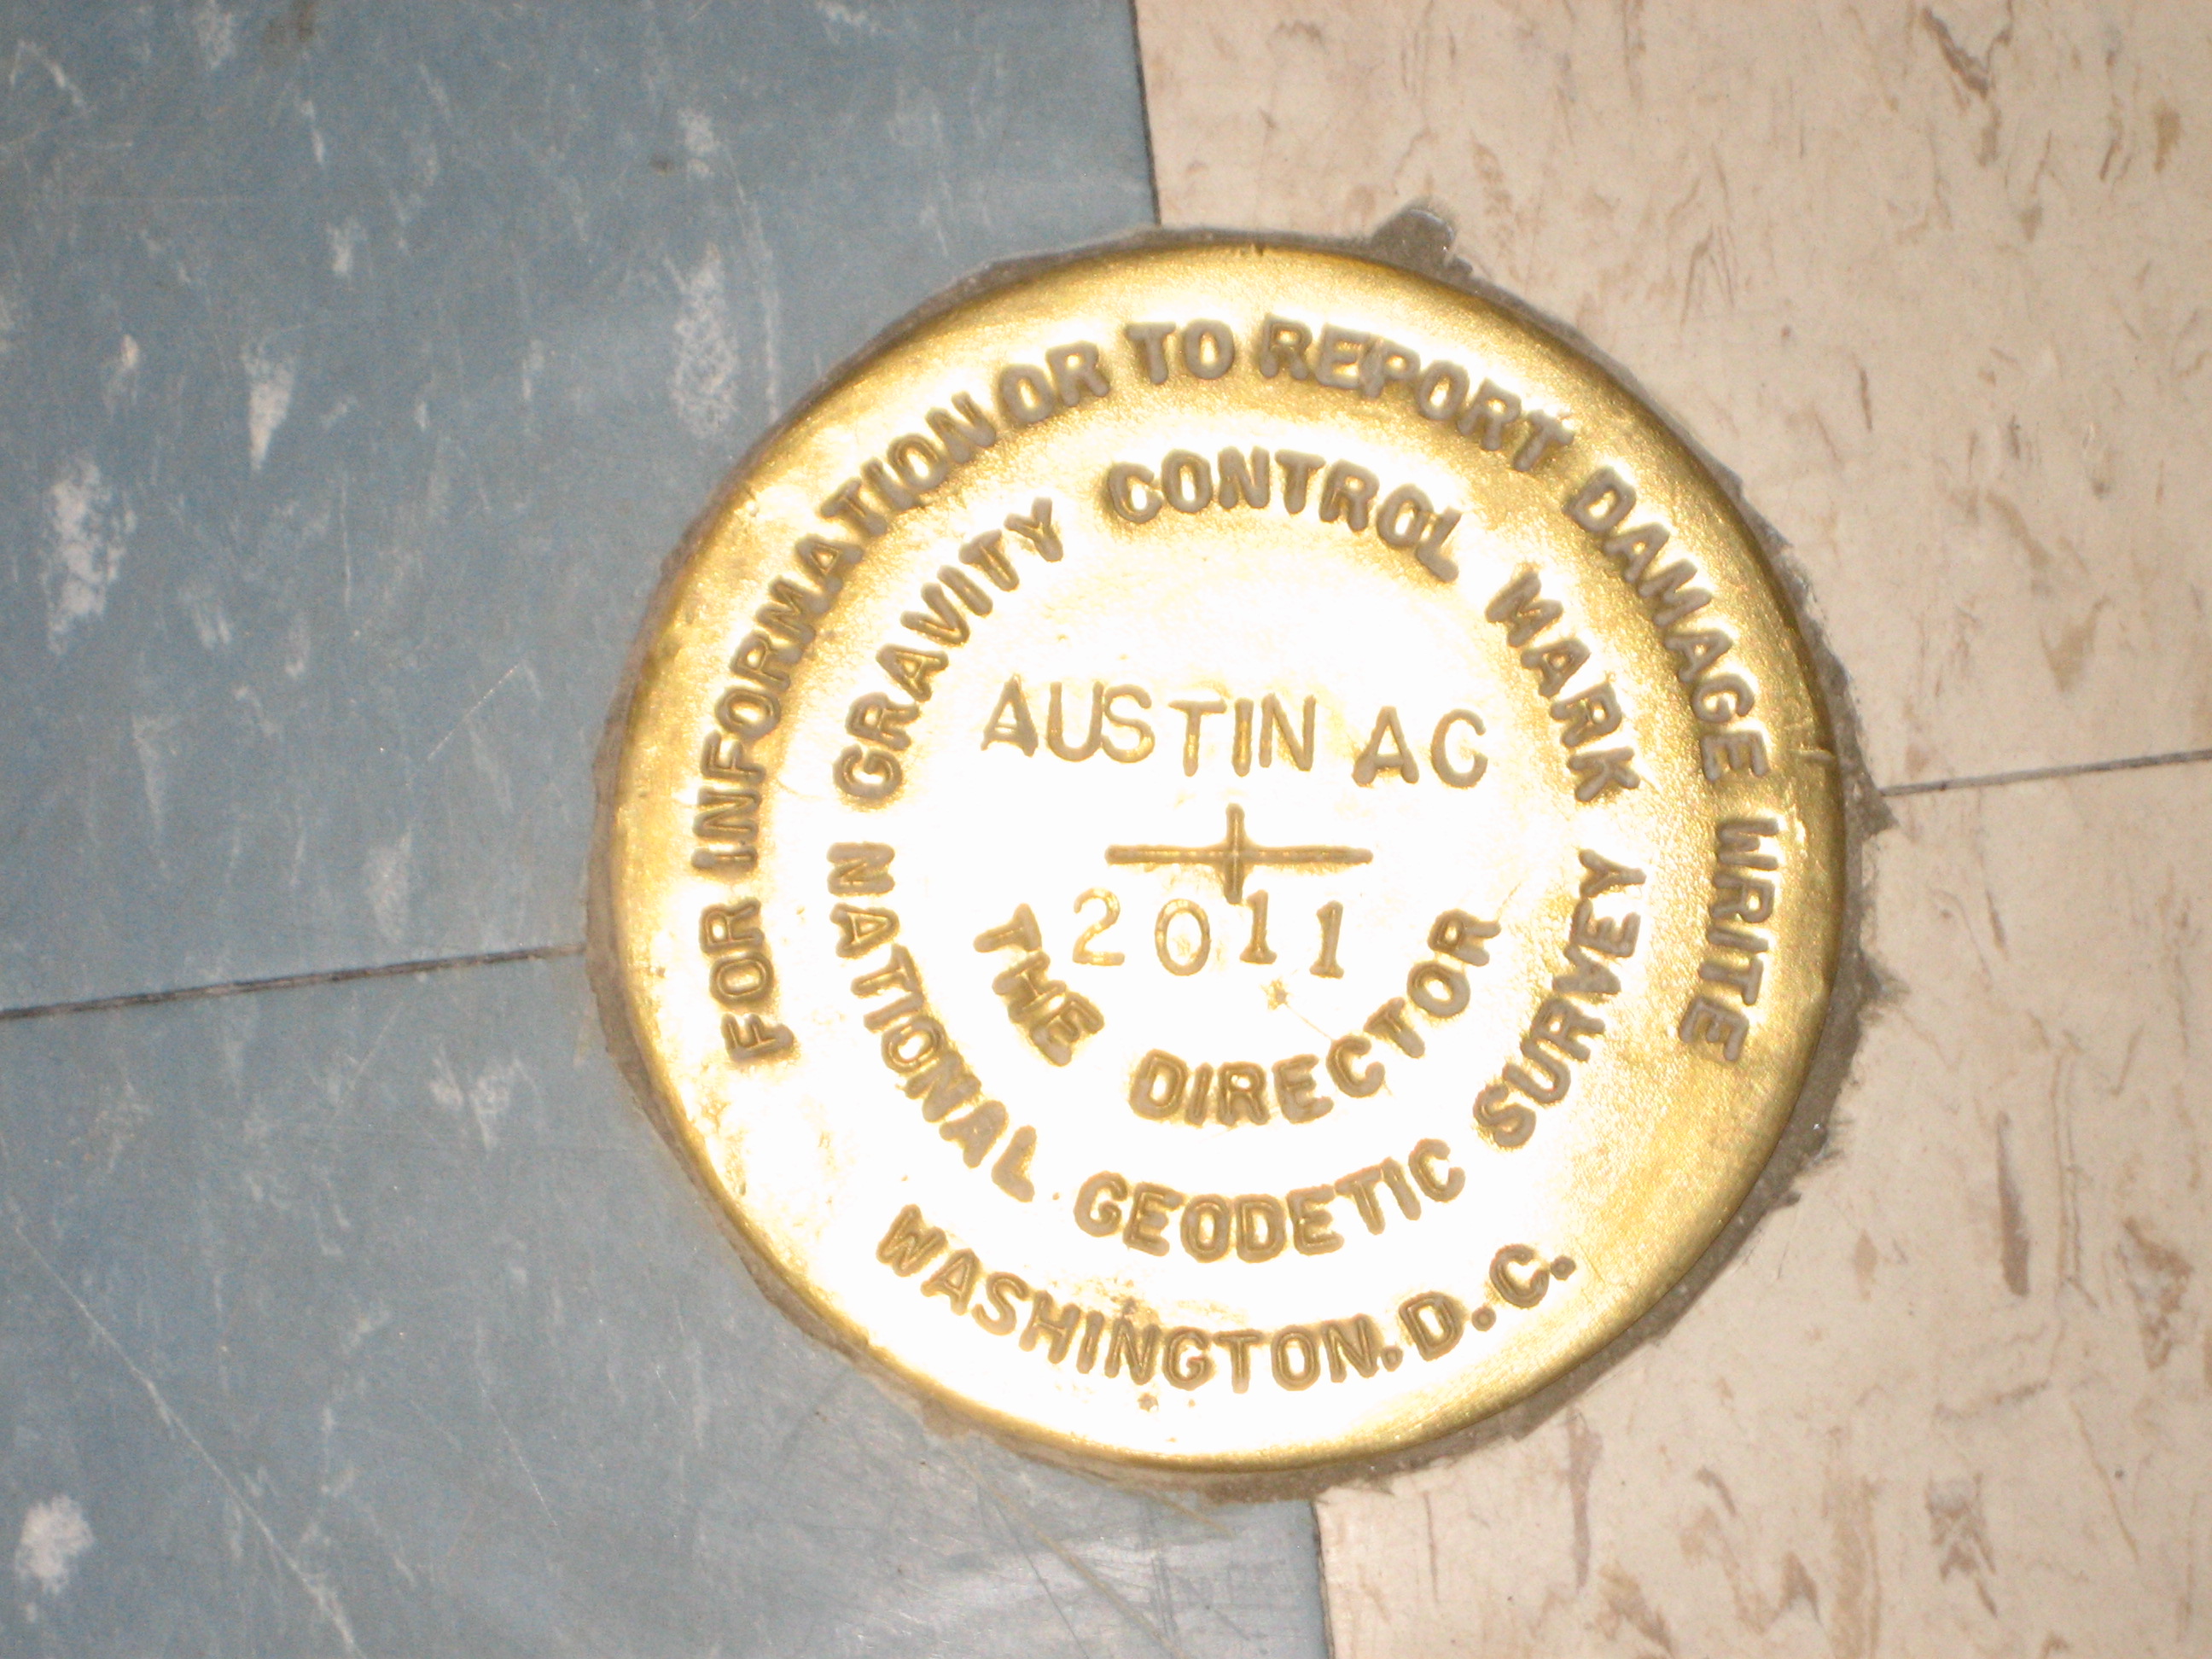 FOR INFORMATION OR TO REPORT DAMAGE WRITE
GRAVITY CONTROL MARK
AUSTIN AC
2011
THE DIRECTOR
NATIONAL GEODETIC SURVEY
WASHINGTON. D. C.